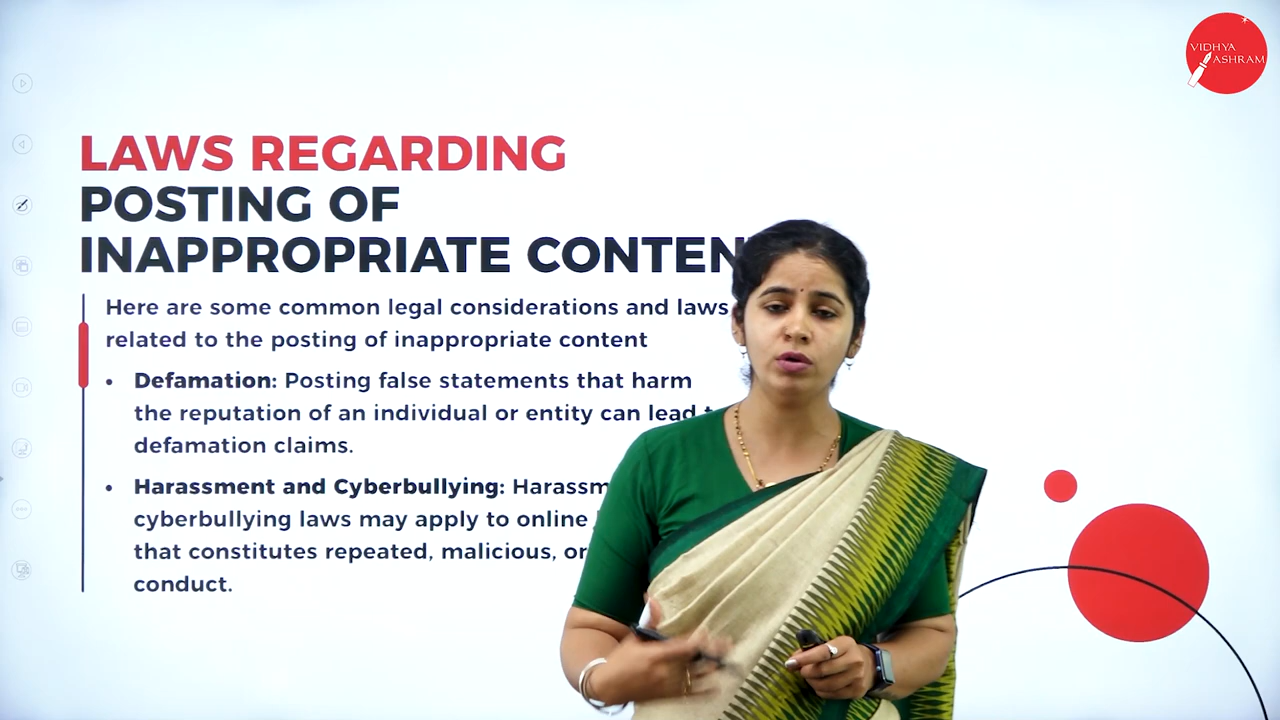 VIDHYA
ASHRAM
LAWS REGARDING
POSTING OF
INAPPROPRIATE CONTEN
Here are some common legal considerations and laws
related to the posting of inappropriate content
• Defamation: Posting false statements that harm
the reputation of an individual or entity can lead
defamation claims.
• Harassment and Cyberbullying: Harassm
cyberbullying laws may apply to online
that constitutes repeated, malicious, or
conduct.